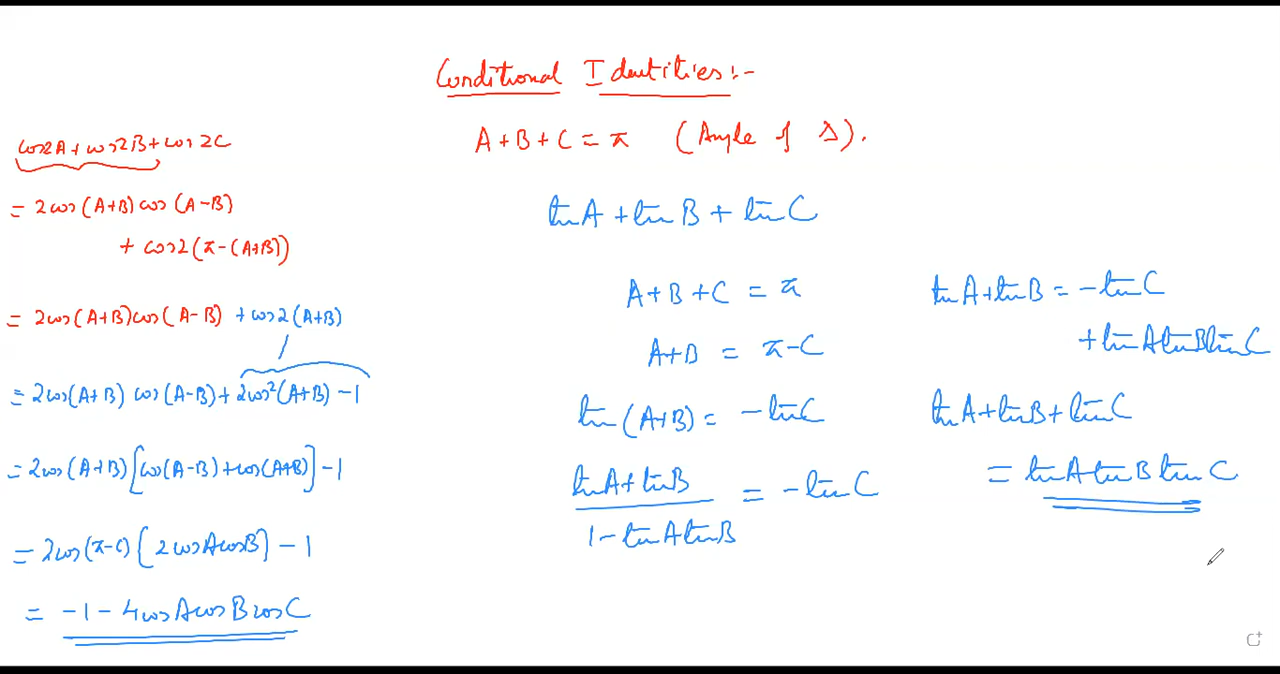 Conditional Identities :-
A + B + C = π (Angle of Δ).
cos2A + cos2B + cos2C
= 2cos(A+B) cos(A-B)
+ cos2(π-(A+B))
= 2cos(A+B)cos(A-B) + cos2(A+B)
= 2cos(A+B) cos(A-B) + 2cos²(A+B) - 1
= 2cos(A+B)[cos(A-B) + cos(A+B)] - 1
= 2cos(π-C)[2cosAcosB] - 1
= -1 - 4cosAcosBcosC
tanA + tanB + tanC
A + B + C = π
A+B = π-C
tan(A+B) = -tanC
tanA+tanB
= -tanC
1 - tanAtanB
tanA+tanB = -tanC
+tanAtanBtanC
tanA+tanB+tanC
= tanAtanBtanC